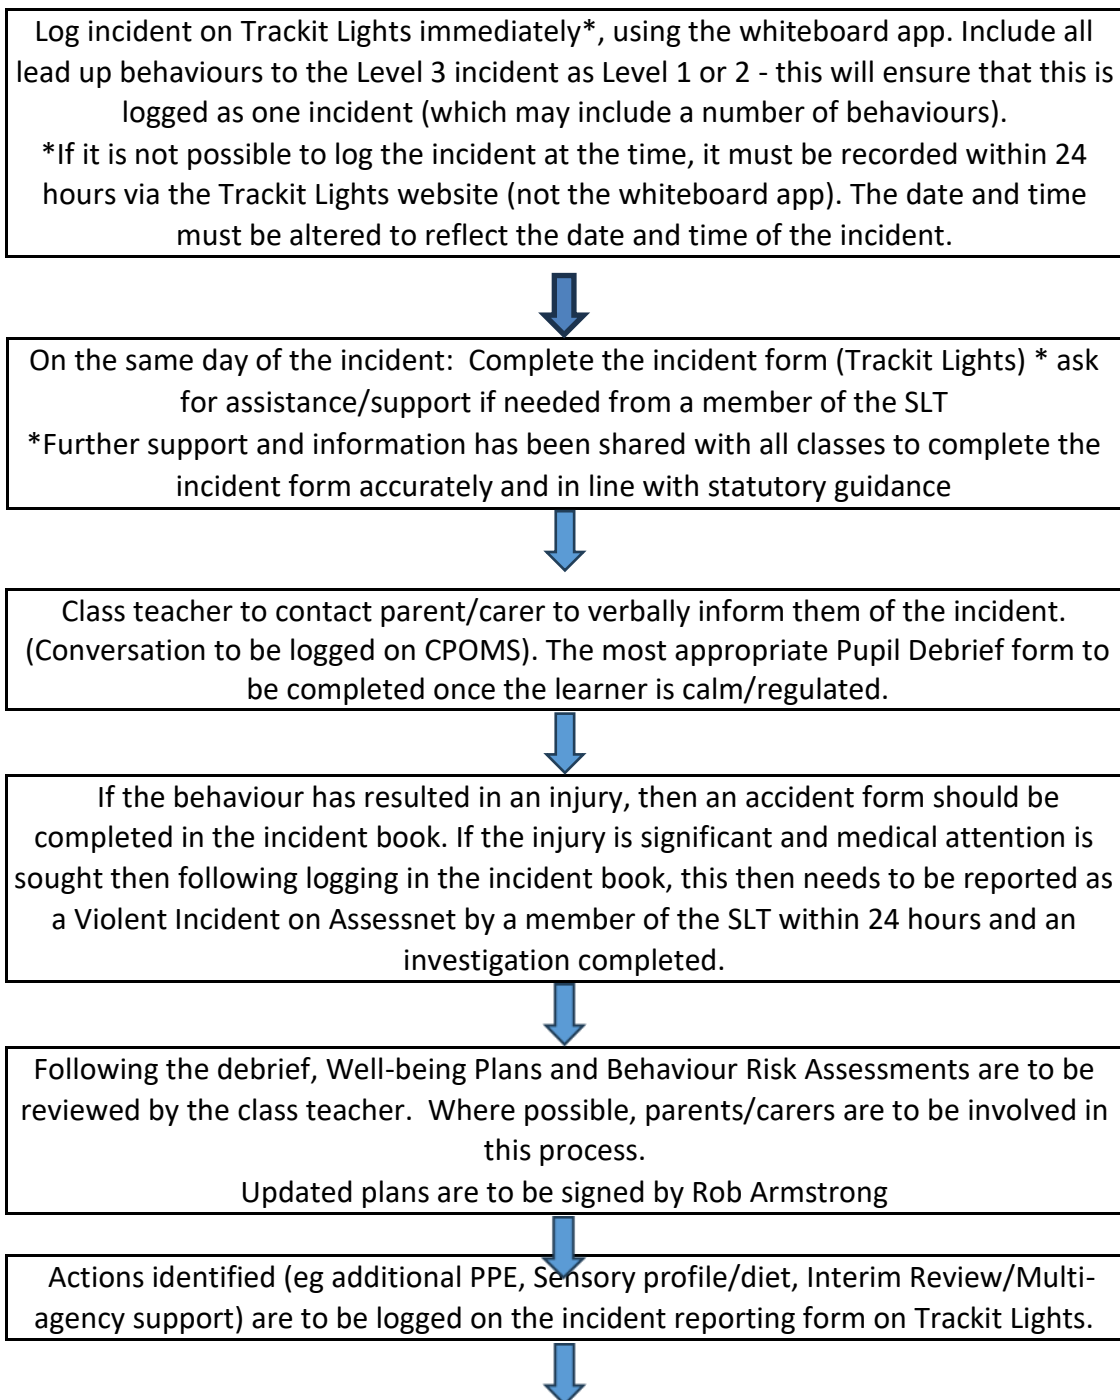 Log incident on Trackit Lights immediately*, using the whiteboard app. Include all
lead up behaviours to the Level 3 incident as Level 1 or 2 - this will ensure that this is
logged as one incident (which may include a number of behaviours).
*If it is not possible to log the incident at the time, it must be recorded within 24
hours via the Trackit Lights website (not the whiteboard app). The date and time
must be altered to reflect the date and time of the incident.
On the same day of the incident:  Complete the incident form (Trackit Lights) * ask
for assistance/support if needed from a member of the SLT
*Further support and information has been shared with all classes to complete the
incident form accurately and in line with statutory guidance
Class teacher to contact parent/carer to verbally inform them of the incident.
(Conversation to be logged on CPOMS). The most appropriate Pupil Debrief form to
be completed once the learner is calm/regulated.
If the behaviour has resulted in an injury, then an accident form should be
completed in the incident book. If the injury is significant and medical attention is
sought then following logging in the incident book, this then needs to be reported as
a Violent Incident on Assessnet by a member of the SLT within 24 hours and an
investigation completed.
Following the debrief, Well-being Plans and Behaviour Risk Assessments are to be
reviewed by the class teacher.  Where possible, parents/carers are to be involved in
this process.
Updated plans are to be signed by Rob Armstrong
Actions identified (eg additional PPE, Sensory profile/diet, Interim Review/Multi-
agency support) are to be logged on the incident reporting form on Trackit Lights.